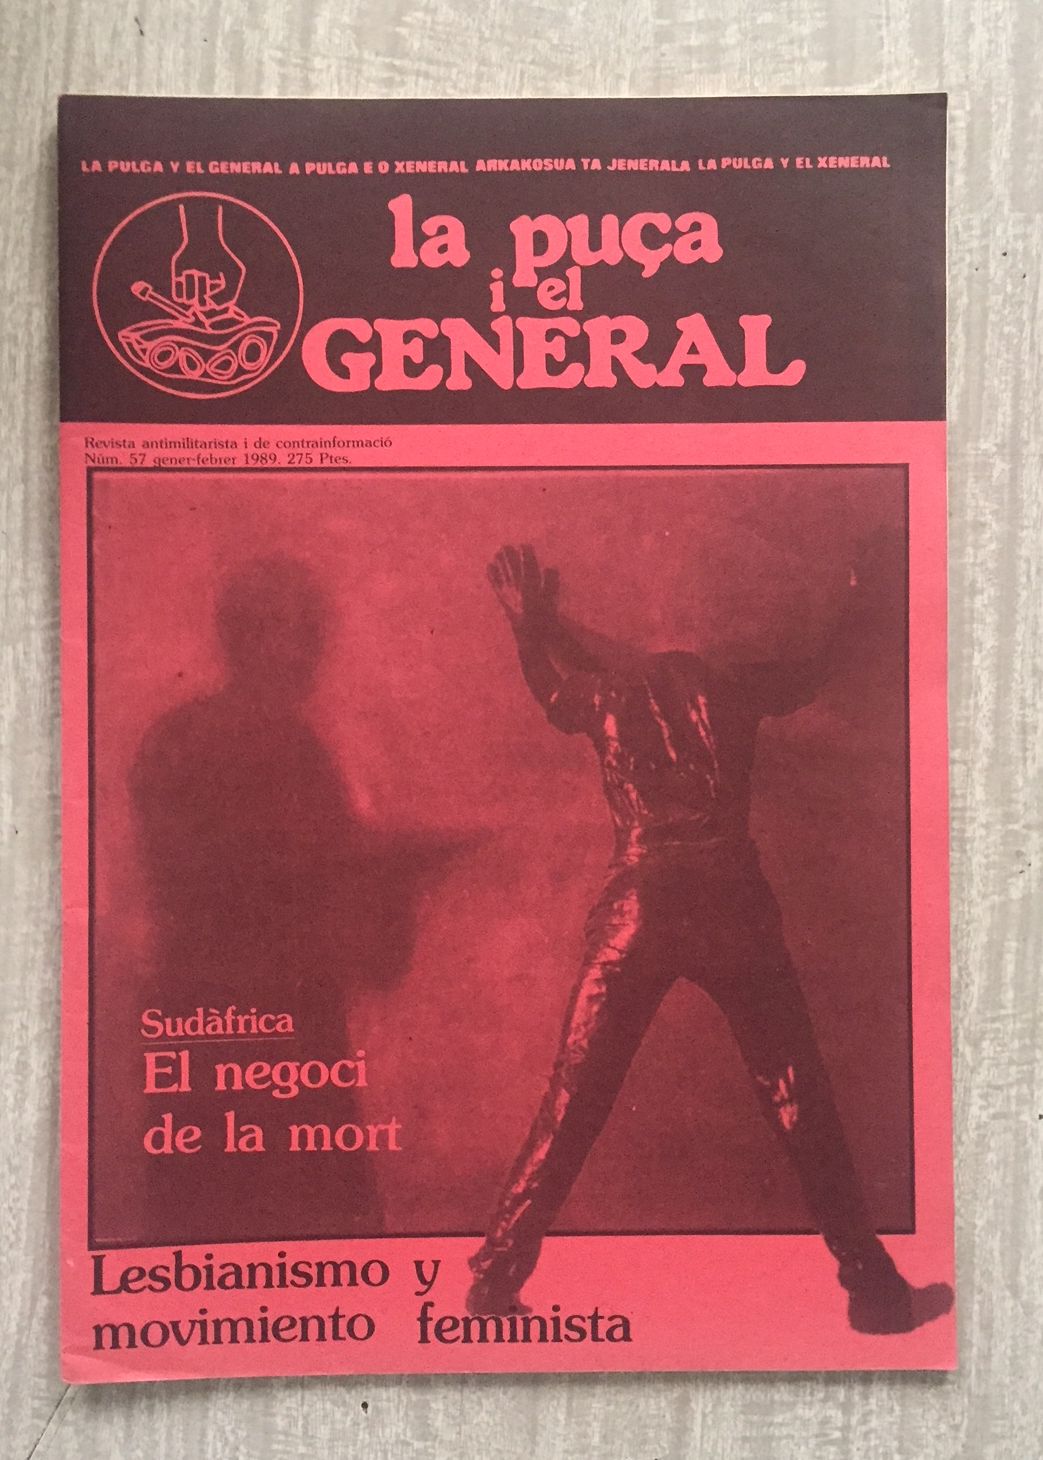 LA PULGA Y EL GENERAL A PULGA E O XENERAL ARKAKOSUA TA JENERALA LA PULGA Y EL XENERAL
la puça
i el
GENERAL
Revista antimilitarista i de contrainformació
Núm. 57 gener-febrer 1989. 275 Ptes.
Sudàfrica
El negoci
de la mort
Lesbianismo y
movimiento feminista